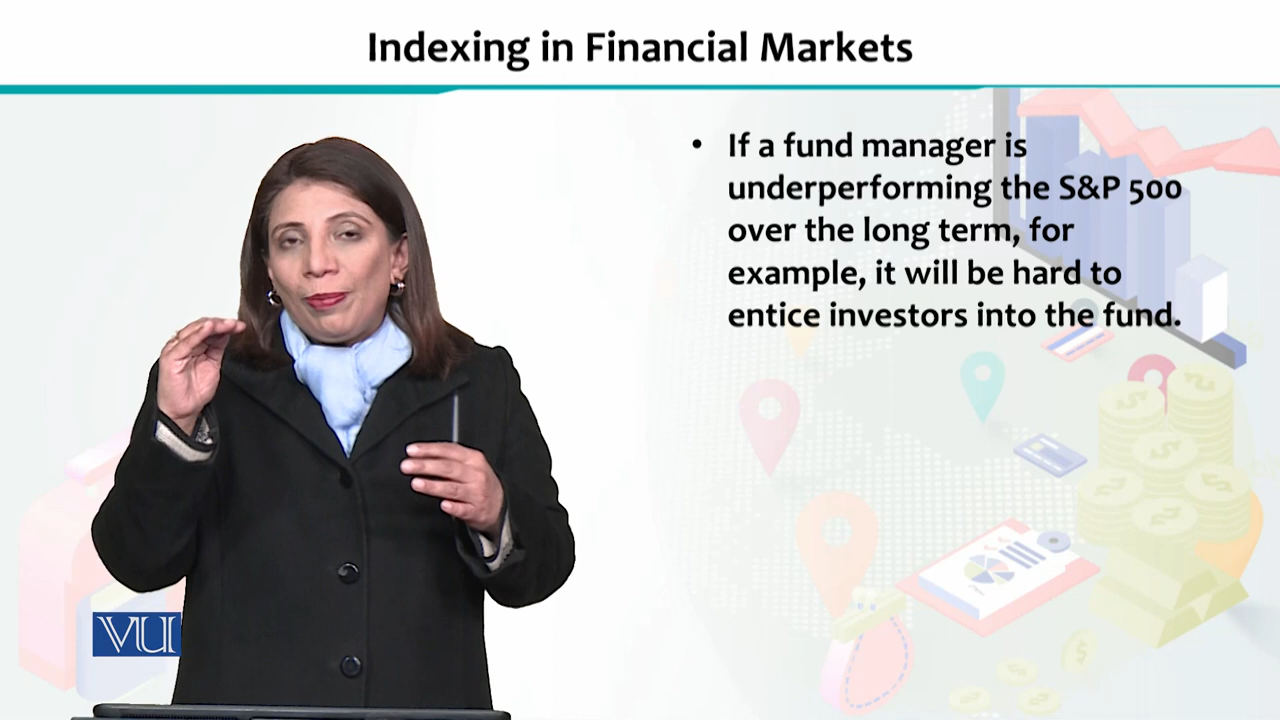 Indexing in Financial Markets
• If a fund manager is
underperforming the S&P 500
over the long term, for
example, it will be hard to
entice investors into the fund.
VU